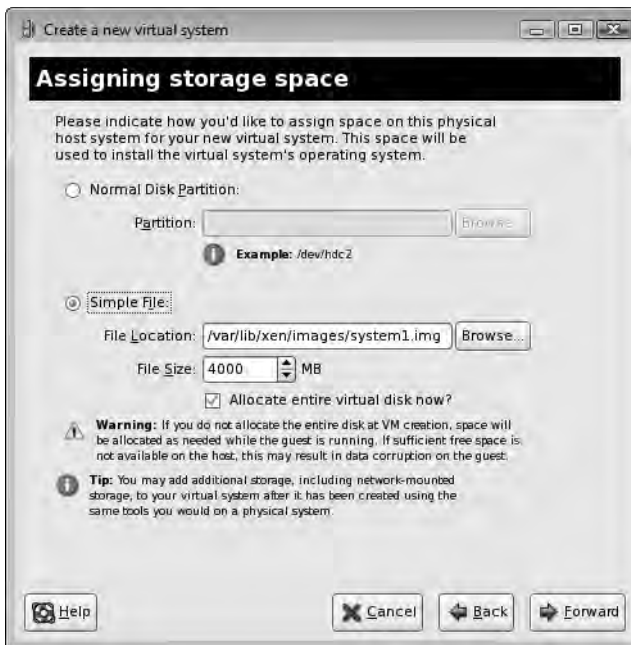 Create a new virtual system
Assigning storage space
Please indicate how you'd like to assign space on this physical
host system for your new virtual system. This space will
be used to install the virtual system's operating system.
Normal Disk Partition:
Partition:
Browse...
Example: /dev/hdc2
Simple File:
File Location: /var/lib/xen/images/system1.img Browse...
File Size: 4000 MB
Allocate entire virtual disk now?
Warning: If you do not allocate the entire disk at VM creation, space will
be allocated as needed while the guest is running. If sufficient free space is
not available on the host, this may result in data corruption on the guest.
Tip: You may add additional storage, including network-mounted
storage, to your virtual system after it has been created using the
same tools you would on a physical system.
Help Cancel Back Forward